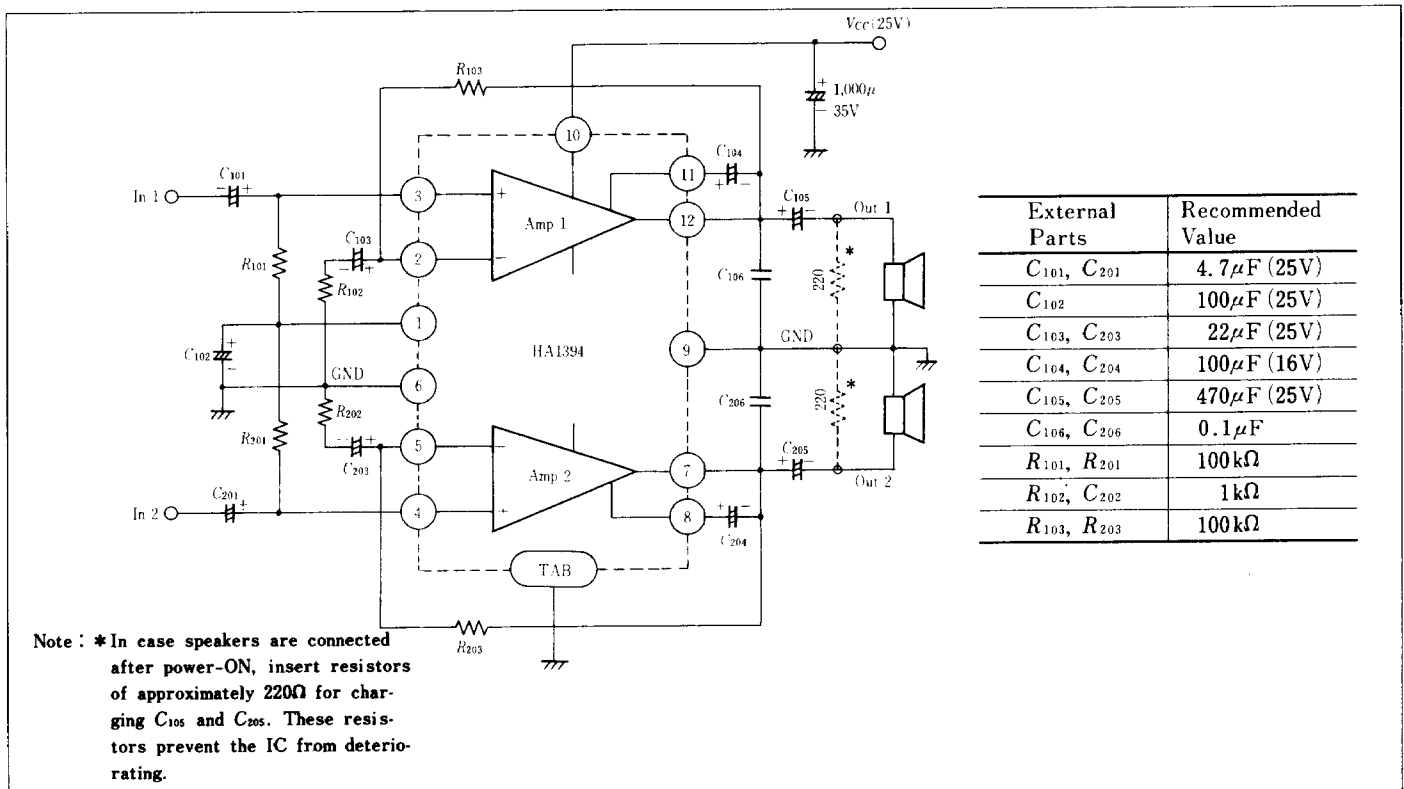 Vcc (25V)
R103
1,000μ
35V
10
C104
C101
11
C105
In 1
3
Out 1
12
Amp 1
C103
2
*
R101
R102
220
C106
1
GND
9
C102
HA1394
GND
6
*
R202
220
C206
R201
5
C205
C203
7
Amp 2
Out 2
C201
8
In 2
4
C204
TAB
R203
External Parts Recommended Value
C101, C201 4.7μF (25V)
C102 100μF (25V)
C103, C203 22μF (25V)
C104, C204 100μF (16V)
C105, C205 470μF (25V)
C106, C206 0.1μF
R101, R201 100kΩ
R102, C202 1kΩ
R103, R203 100kΩ
Note : * In case speakers are connected
after power-ON, insert resistors
of approximately 220Ω for char-
ging C105 and C205. These resis-
tors prevent the IC from deterio-
rating.